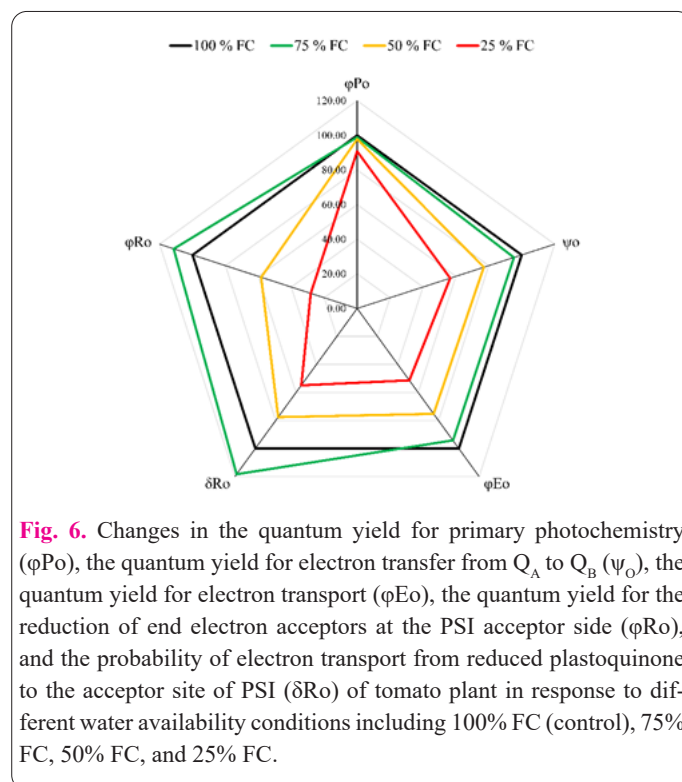 100 % FC 75 % FC 50 % FC 25 % FC
φPo
120.00
100.00
80.00
60.00
40.00
20.00
0.00
φRo
ψo
δRo
φEo
Fig. 6. Changes in the quantum yield for primary photochemistry
(φPo), the quantum yield for electron transfer from Q_A to Q_B (ψ_O), the
quantum yield for electron transport (φEo), the quantum yield for the
reduction of end electron acceptors at the PSI acceptor side (φRo),
and the probability of electron transport from reduced plastoquinone
to the acceptor site of PSI (δRo) of tomato plant in response to dif-
ferent water availability conditions including 100% FC (control), 75%
FC, 50% FC, and 25% FC.